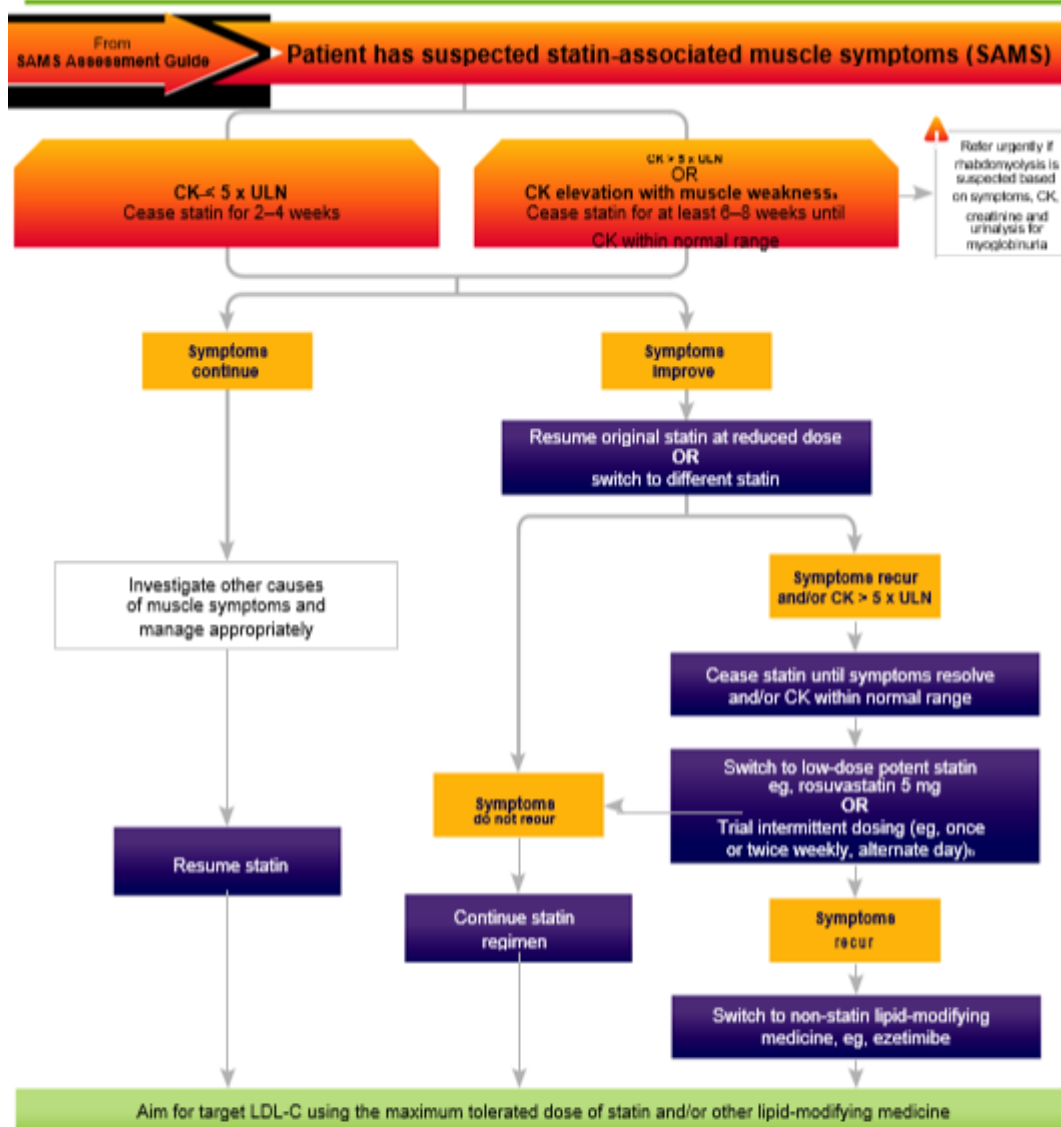 From
SAMS Assessment Guide
Patient has suspected statin-associated muscle symptoms (SAMS)
CK ≤ 5 x ULN
Cease statin for 2–4 weeks
CK > 5 x ULN
OR
CK elevation with muscle weakness a
Cease statin for at least 6–8 weeks until
CK within normal range
Refer urgently if
rhabdomyolysis is
suspected based
on symptoms, CK,
creatinine and
urinalysis for
myoglobinuria
Symptoms
continue
Symptoms
improve
Resume original statin at reduced dose
OR
switch to different statin
Investigate other causes
of muscle symptoms and
manage appropriately
Symptoms recur
and/or CK > 5 x ULN
Cease statin until symptoms resolve
and/or CK within normal range
Switch to low-dose potent statin
eg, rosuvastatin 5 mg
OR
Trial intermittent dosing (eg, once
or twice weekly, alternate day) b
Symptoms
do not recur
Resume statin
Continue statin
regimen
Symptoms
recur
Switch to non-statin lipid-modifying
medicine, eg, ezetimibe
Aim for target LDL-C using the maximum tolerated dose of statin and/or other lipid-modifying medicine